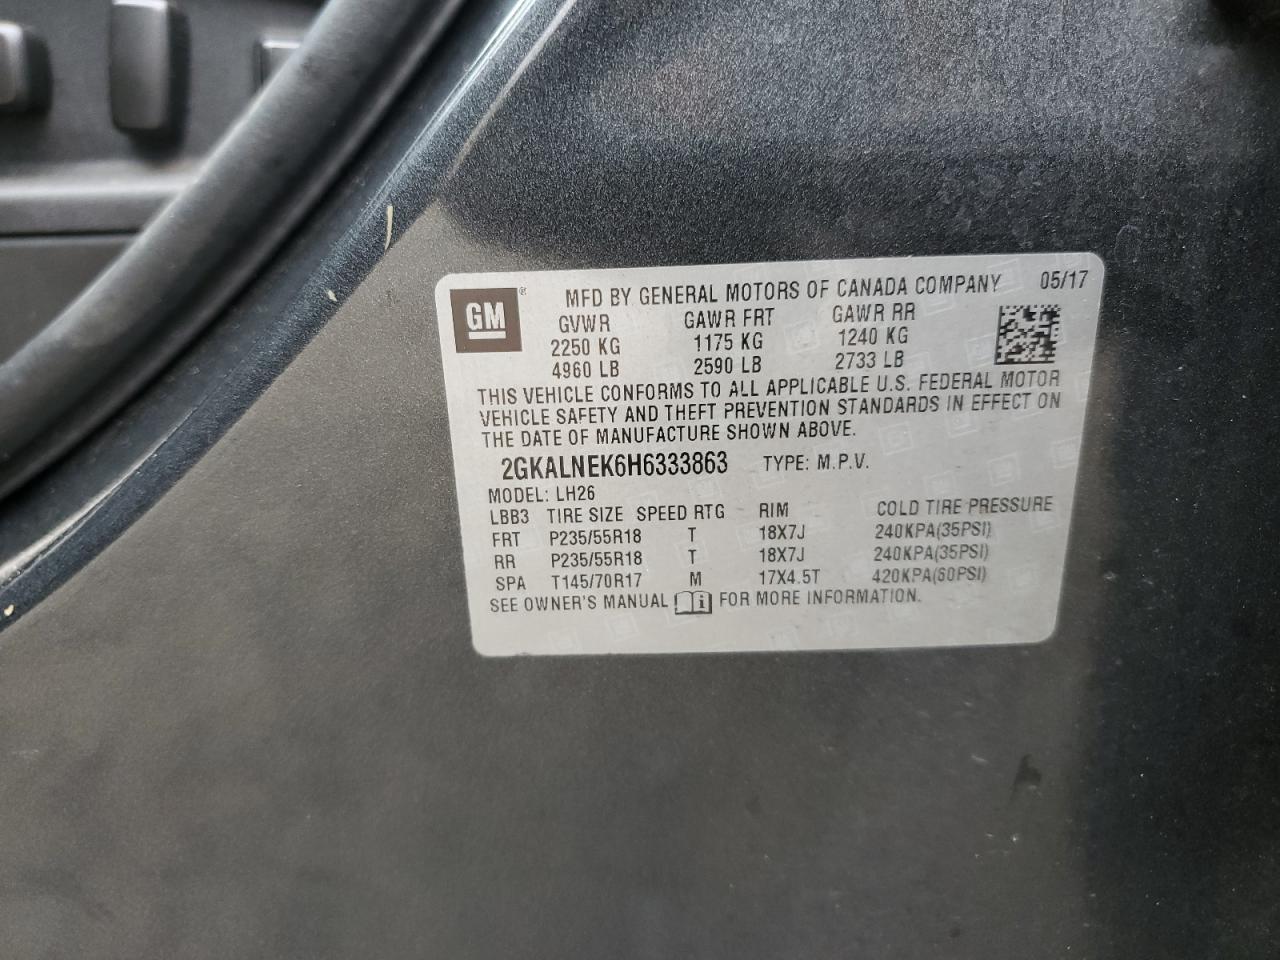 GM ® MFD BY GENERAL MOTORS OF CANADA COMPANY 05/17
GVWR GAWR FRT GAWR RR
2250 KG 1175 KG 1240 KG
4960 LB 2590 LB 2733 LB
THIS VEHICLE CONFORMS TO ALL APPLICABLE U.S. FEDERAL MOTOR
VEHICLE SAFETY AND THEFT PREVENTION STANDARDS IN EFFECT ON
THE DATE OF MANUFACTURE SHOWN ABOVE.
2GKALNEK6H6333863 TYPE: M.P.V.
MODEL: LH26
LBB3 TIRE SIZE SPEED RTG RIM COLD TIRE PRESSURE
FRT P235/55R18 T 18X7J 240KPA(35PSI)
RR P235/55R18 T 18X7J 240KPA(35PSI)
SPA T145/70R17 M 17X4.5T 420KPA(60PSI)
SEE OWNER'S MANUAL i FOR MORE INFORMATION.